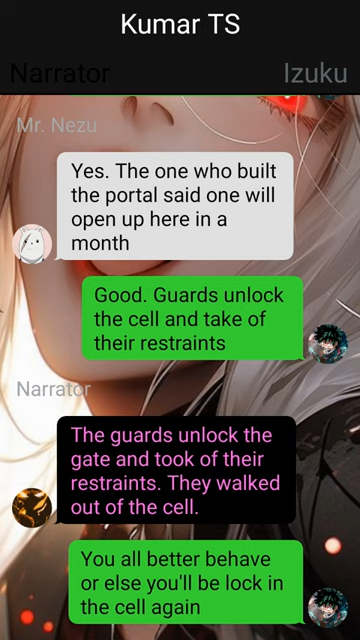 Kumar TS
Narrator Izuku
Mr. Nezu
Yes. The one who built
the portal said one will
open up here in a
month
Good. Guards unlock
the cell and take of
their restraints
Narrator
The guards unlock the
gate and took of their
restraints. They walked
out of the cell.
You all better behave
or else you'll be lock in
the cell again